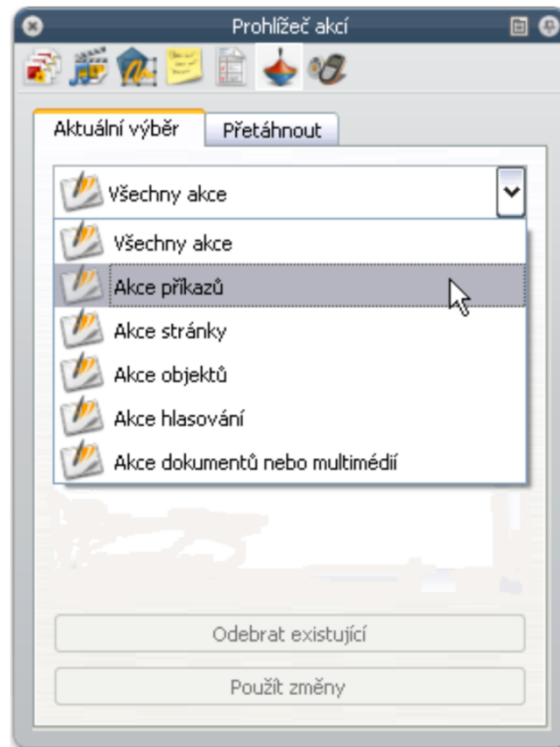 Prohlížeč akcí
Aktuální výběr
Přetáhnout
Všechny akce
Všechny akce
Akce příkazů
Akce stránky
Akce objektů
Akce hlasování
Akce dokumentů nebo multimédií
Odebrat existující
Použít změny